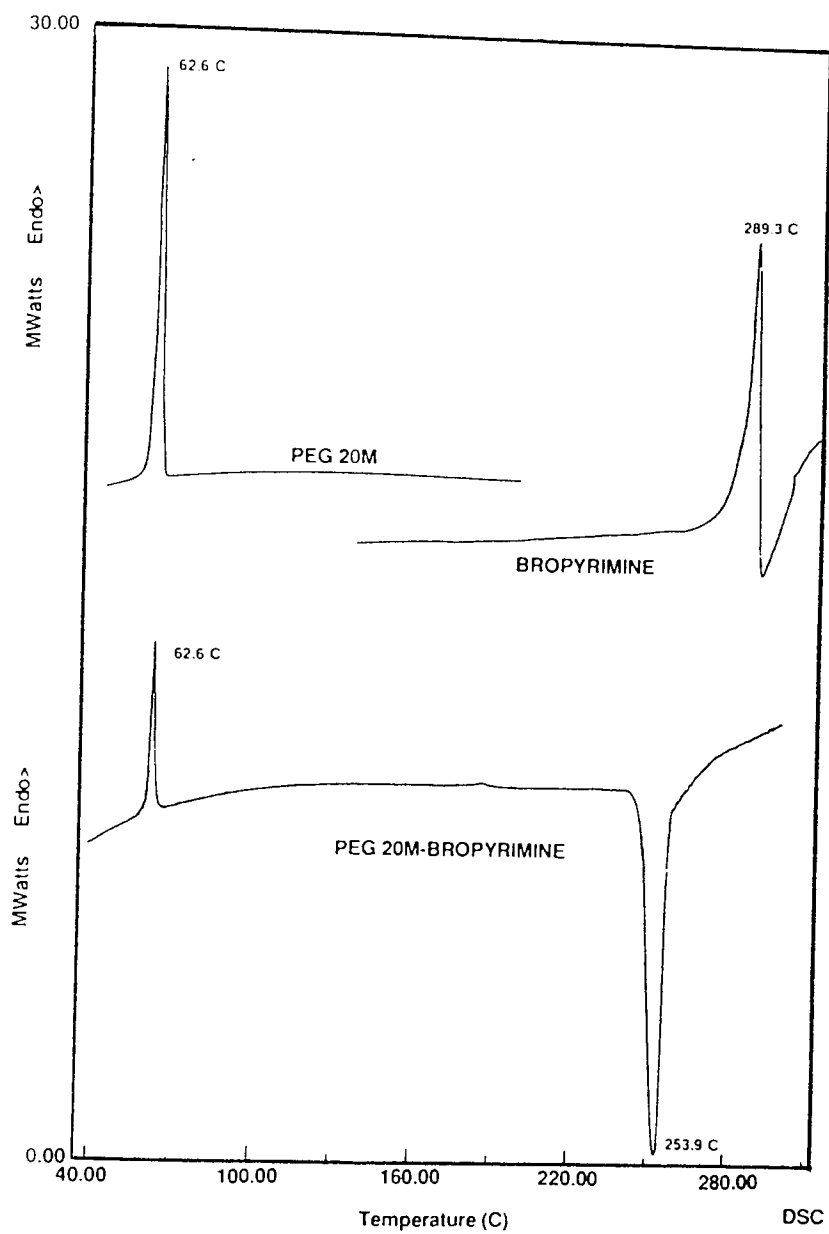 30.00
62.6 C
MWatts Endo>
289.3 C
PEG 20M
BROPYRIMINE
62.6 C
MWatts Endo>
PEG 20M-BROPYRIMINE
253.9 C
0.00
40.00 100.00 160.00 220.00 280.00
Temperature (C) DSC